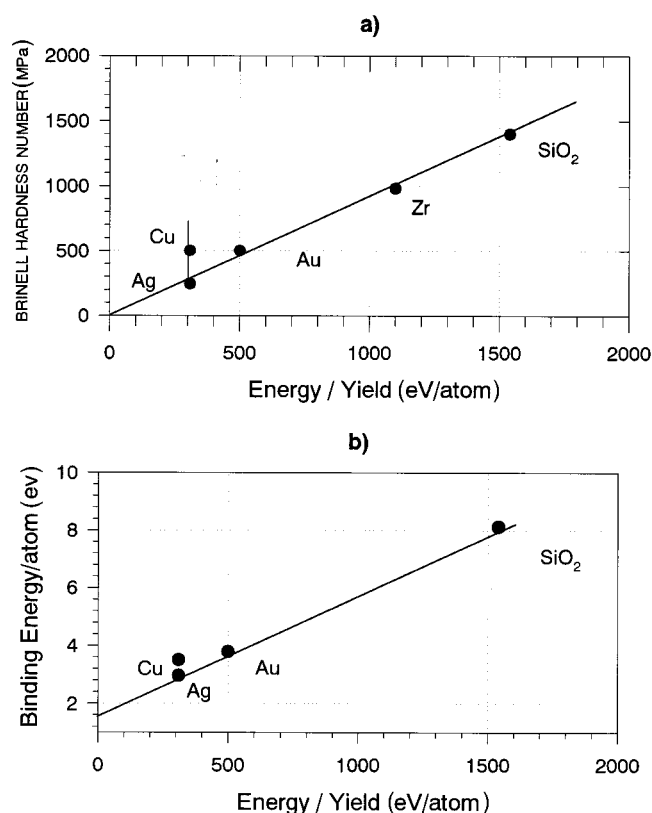 a)
BRINELL HARDNESS NUMBER(MPa)
2000
1500
1000
500
0
SiO₂
Zr
Cu
Au
Ag
0 500 1000 1500 2000
Energy / Yield (eV/atom)
b)
Binding Energy/atom (ev)
10
8
6
4
2
SiO₂
Cu
Au
Ag
0 500 1000 1500 2000
Energy / Yield (eV/atom)